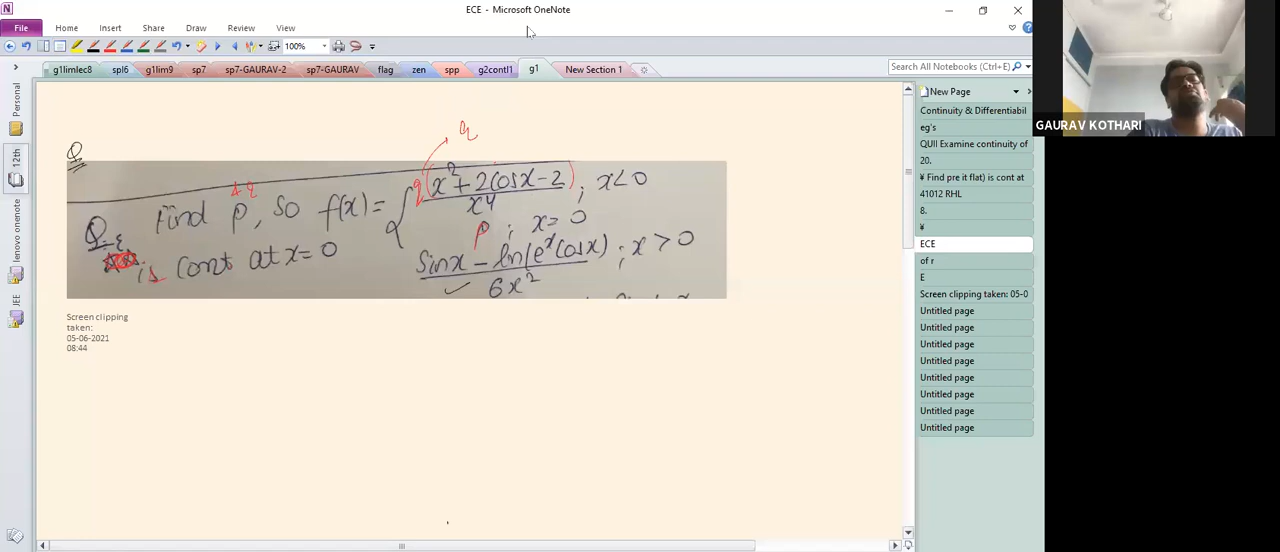 ECE - Microsoft OneNote
File Home Insert Share Draw Review View
100%
g1limlec8 spl6 g1lim9 sp7 sp7-GAURAV-2 sp7-GAURAV flag zen spp g2contl1 g1 New Section 1
Search All Notebooks (Ctrl+E)
Personal
12th
lenovo onenote
JEE
Q
q
Q Find p + q, so f(x) = { q(x² + 2cosx - 2) / x⁴ ; x < 0
p ; x = 0
is cont at x = 0
sinx - ln(eˣ cosx) / 6x² ; x > 0
Screen clipping
taken:
05-06-2021
08:44
New Page
Continuity & Differentiabil
eg's
QUII Examine continuity of
20.
¥ Find pre it flat) is cont at
41012 RHL
8.
¥
ECE
of r
E
Screen clipping taken: 05-0
Untitled page
Untitled page
Untitled page
Untitled page
Untitled page
Untitled page
Untitled page
Untitled page
GAURAV KOTHARI